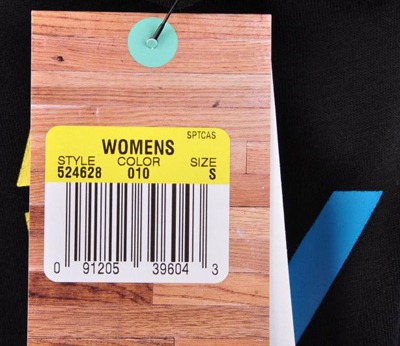 SPTCAS
WOMENS
STYLE COLOR SIZE
524628 010 S
0 91205 39604 3